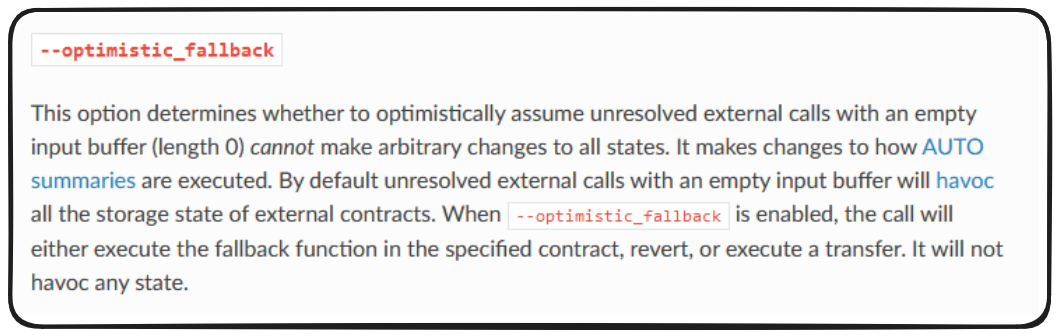 --optimistic_fallback
This option determines whether to optimistically assume unresolved external calls with an empty
input buffer (length 0) cannot make arbitrary changes to all states. It makes changes to how AUTO
summaries are executed. By default unresolved external calls with an empty input buffer will havoc
all the storage state of external contracts. When --optimistic_fallback is enabled, the call will
either execute the fallback function in the specified contract, revert, or execute a transfer. It will not
havoc any state.